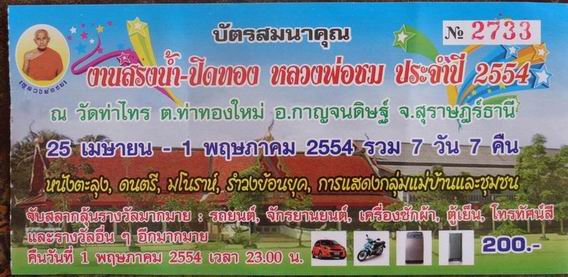 บัตรสมนาคุณ
№ 2733
งานสรงน้ำ-ปิดทอง หลวงพ่อชม ประจำปี 2554
ณ วัดท่าไทร ต.ท่าทองใหม่ อ.กาญจนดิษฐ์ จ.สุราษฎร์ธานี
25 เมษายน - 1 พฤษภาคม 2554 รวม 7 วัน 7 คืน
หนังตะลุง, ดนตรี, มโนราห์, รำวงย้อนยุค, การแสดงกลุ่มแม่บ้านและชุมชน
จับสลากลุ้นรางวัลมากมาย : รถยนต์, จักรยานยนต์, เครื่องซักผ้า, ตู้เย็น, โทรทัศน์สี
และรางวัลอื่น ๆ อีกมากมาย
คืนวันที่ 1 พฤษภาคม 2554 เวลา 23.00 น.
200.-